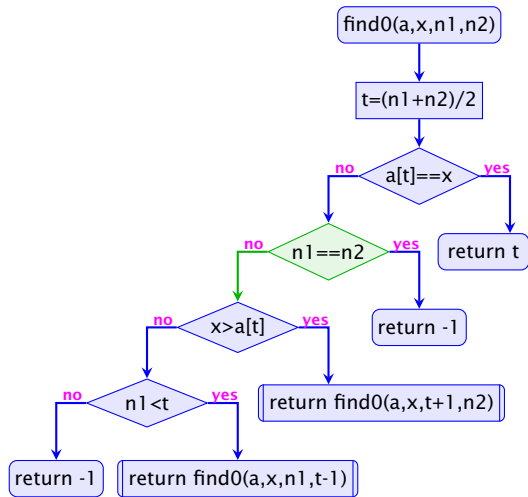 find0(a,x,n1,n2)
t=(n1+n2)/2
a[t]==x
no
yes
return t
n1==n2
no
yes
return -1
x>a[t]
no
yes
return find0(a,x,t+1,n2)
n1<t
no
yes
return -1
return find0(a,x,n1,t-1)